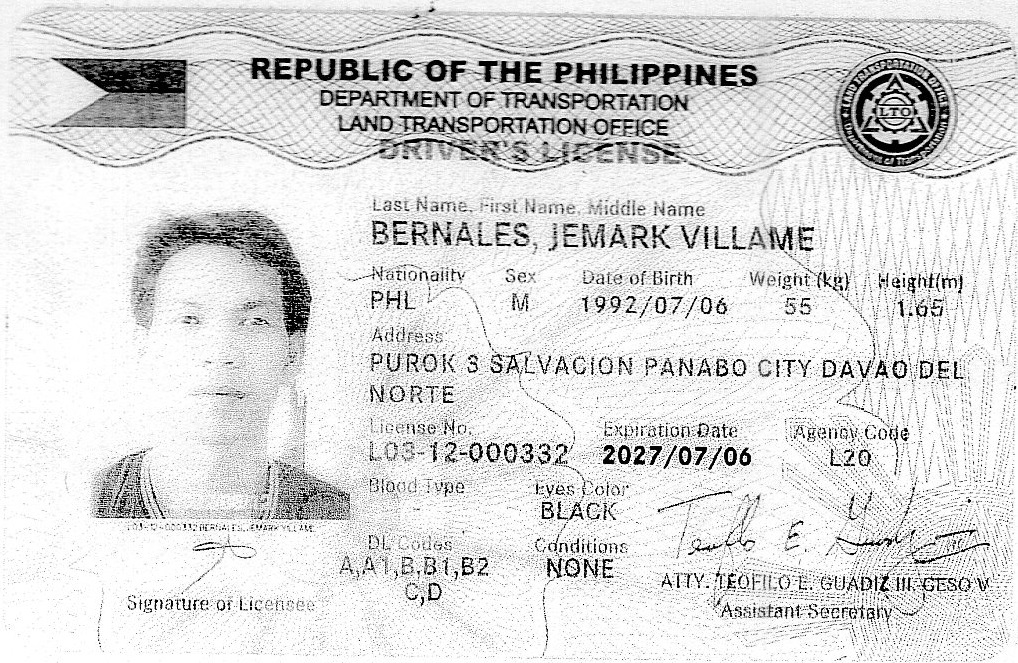 REPUBLIC OF THE PHILIPPINES
DEPARTMENT OF TRANSPORTATION
LAND TRANSPORTATION OFFICE
DRIVER'S LICENSE
LAND TRANSPORTATION OFFICE
LTO
Department of Transportation
Last Name, First Name, Middle Name
BERNALES, JEMARK VILLAME
Nationality Sex Date of Birth Weight (kg) Height(m)
PHL M 1992/07/06 55 1.65
Address
PUROK 3 SALVACION PANABO CITY DAVAO DEL
NORTE
License No. Expiration Date Agency Code
L03-12-000332 2027/07/06 L20
Blood Type Eyes Color
BLACK
L03-12-000332 BERNALES, JEMARK VILLAME
DL Codes Conditions
A,A1,B,B1,B2 NONE
C,D
ATTY. TEOFILO E. GUADIZ III, CESO V
Assistant Secretary
Signature of Licensee